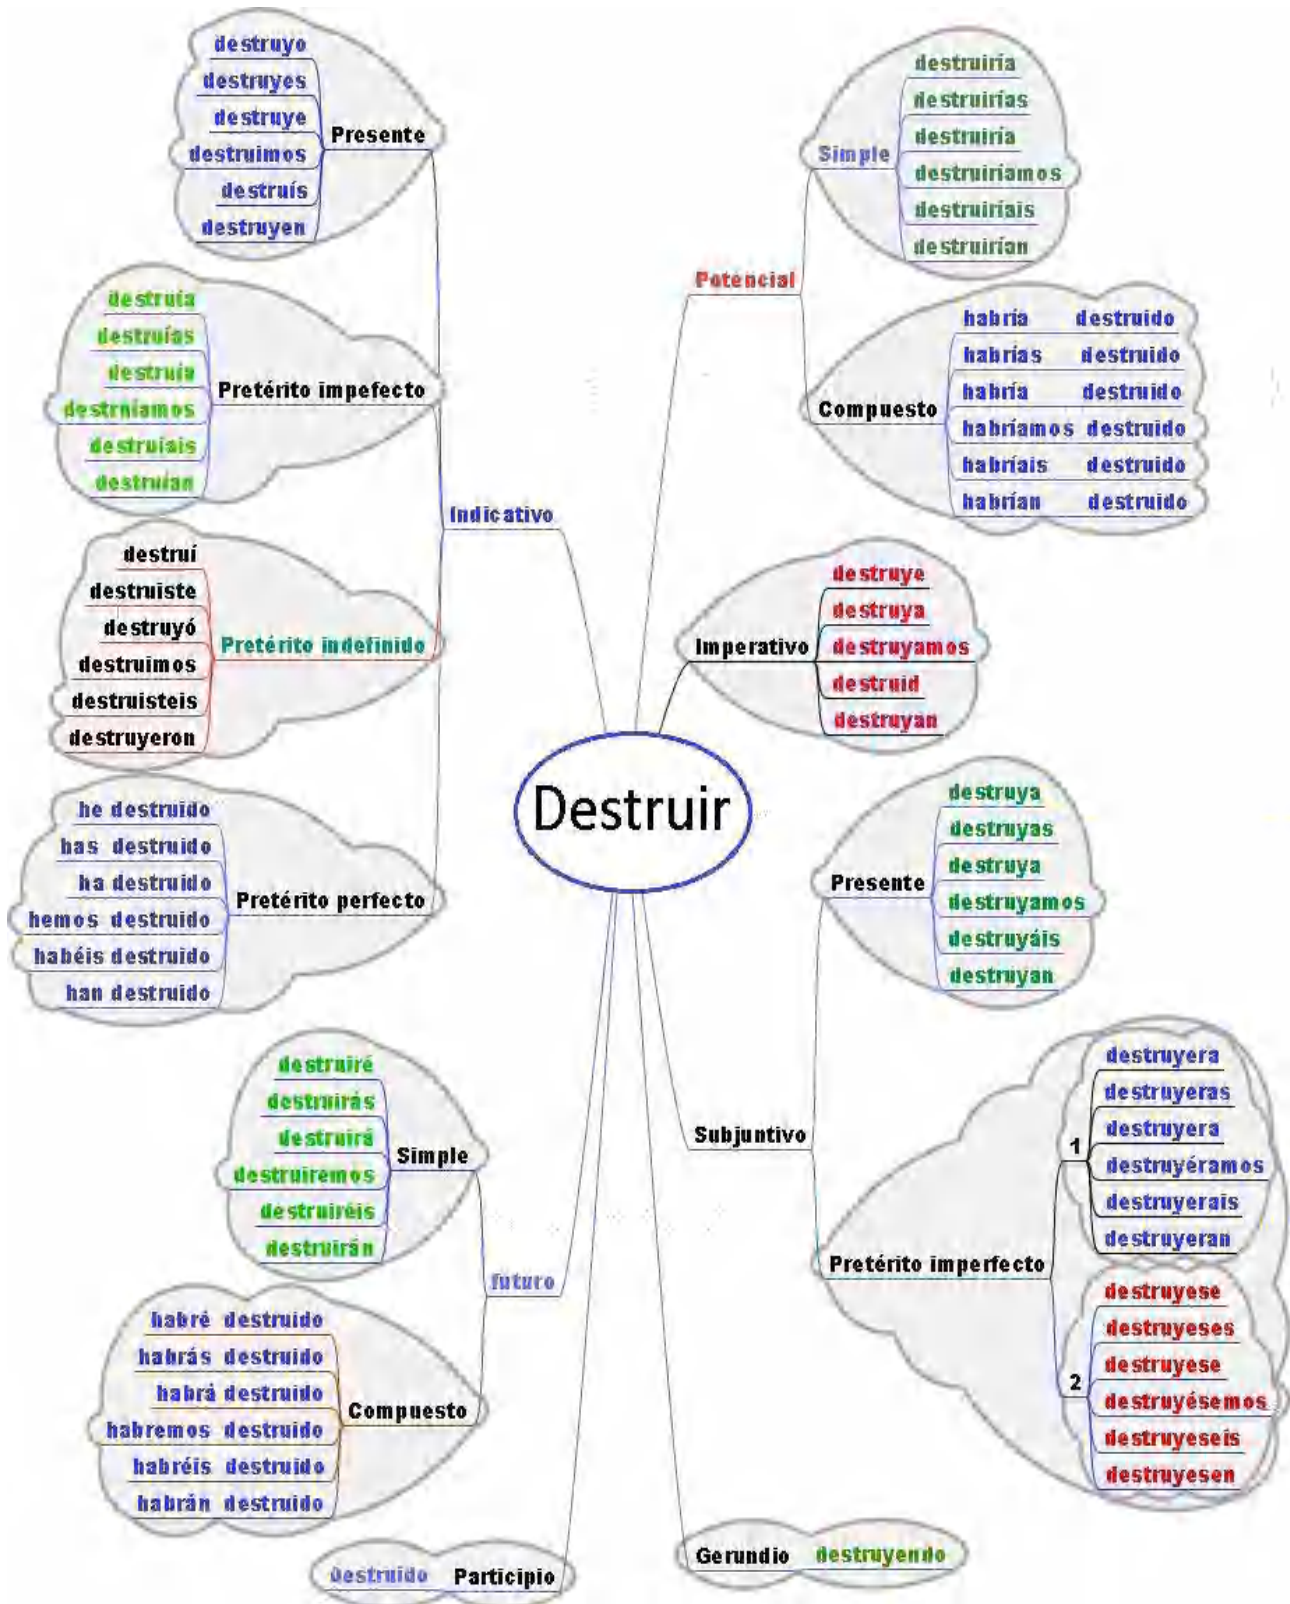 destruyo
destruyes
destruye
destruimos
destruís
destruyen
Presente
destruía
destruías
destruía
destruíamos
destruíais
destruían
Pretérito impefecto
destruí
destruiste
destruyó
destruimos
destruisteis
destruyeron
Pretérito indefinido
he destruido
has destruido
ha destruido
hemos destruido
habéis destruido
han destruido
Pretérito perfecto
Indicativo
destruiré
destruirás
destruirá
destruiremos
destruiréis
destruirán
Simple
habré destruido
habrás destruido
habrá destruido
habremos destruido
habréis destruido
habrán destruido
Compuesto
futuro
destruido Participio
Destruir
Potencial
Simple
destruiría
destruirías
destruiría
destruiríamos
destruiríais
destruirían
Compuesto
habría destruido
habrías destruido
habría destruido
habríamos destruido
habríais destruido
habrían destruido
Imperativo
destruye
destruya
destruyamos
destruid
destruyan
Subjuntivo
Presente
destruya
destruyas
destruya
destruyamos
destruyáis
destruyan
Pretérito imperfecto
1
destruyera
destruyeras
destruyera
destruyéramos
destruyerais
destruyeran
2
destruyese
destruyeses
destruyese
destruyésemos
destruyeseís
destruyesen
Gerundio destruyendo